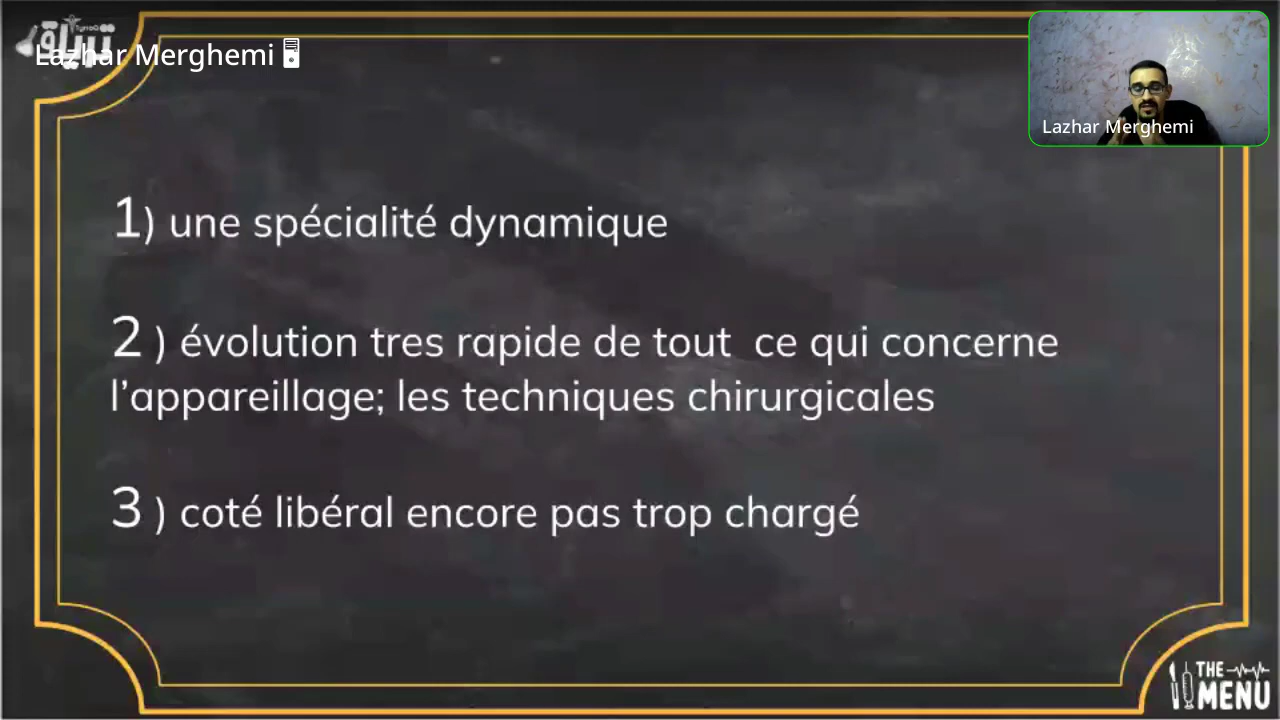 ترياق
Lazhar Merghemi
Lazhar Merghemi
1) une spécialité dynamique
2 ) évolution tres rapide de tout ce qui concerne
l’appareillage; les techniques chirurgicales
3 ) coté libéral encore pas trop chargé
THE
MENU